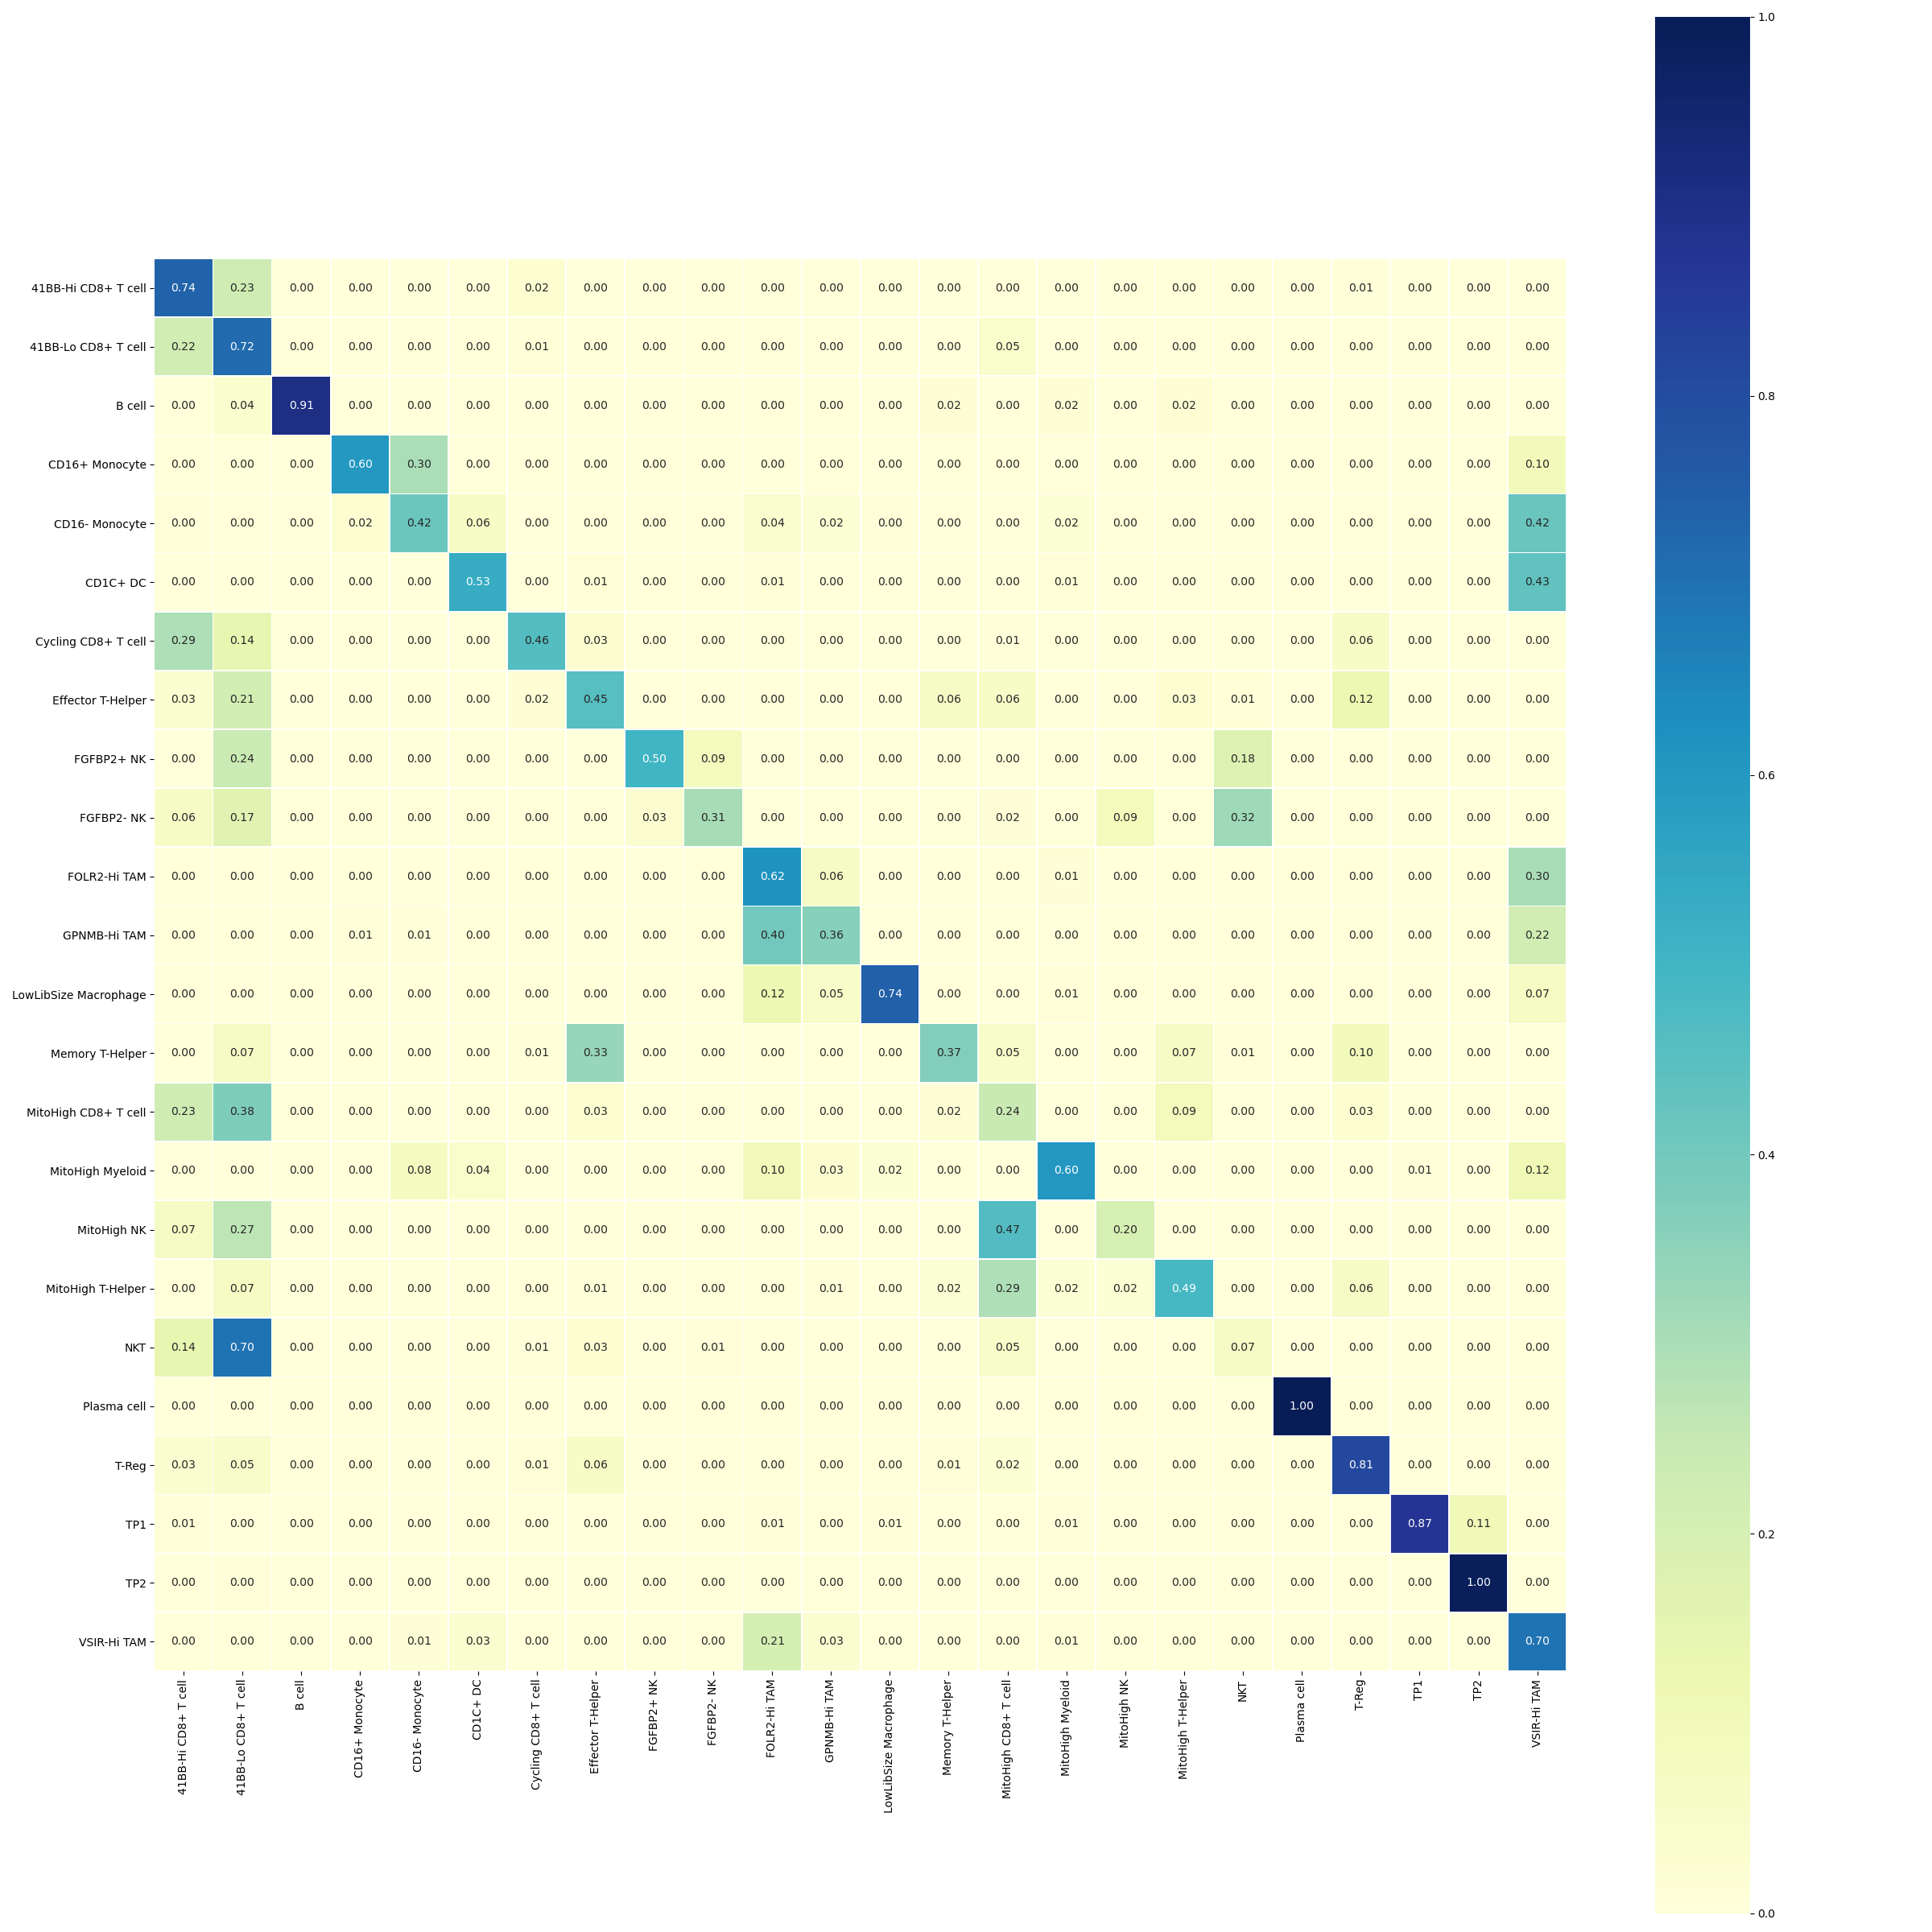 1.0
41BB-Hi CD8+ T cell 0.74 0.23 0.00 0.00 0.00 0.00 0.02 0.00 0.00 0.00 0.00 0.00 0.00 0.00 0.00 0.00 0.00 0.00 0.00 0.00 0.01 0.00 0.00 0.00
41BB-Lo CD8+ T cell 0.22 0.72 0.00 0.00 0.00 0.00 0.01 0.00 0.00 0.00 0.00 0.00 0.00 0.00 0.05 0.00 0.00 0.00 0.00 0.00 0.00 0.00 0.00 0.00
0.8
B cell 0.00 0.04 0.91 0.00 0.00 0.00 0.00 0.00 0.00 0.00 0.00 0.00 0.00 0.02 0.00 0.02 0.00 0.02 0.00 0.00 0.00 0.00 0.00 0.00
CD16+ Monocyte 0.00 0.00 0.00 0.60 0.30 0.00 0.00 0.00 0.00 0.00 0.00 0.00 0.00 0.00 0.00 0.00 0.00 0.00 0.00 0.00 0.00 0.00 0.00 0.10
CD16- Monocyte 0.00 0.00 0.00 0.02 0.42 0.06 0.00 0.00 0.00 0.00 0.04 0.02 0.00 0.00 0.00 0.02 0.00 0.00 0.00 0.00 0.00 0.00 0.00 0.42
CD1C+ DC 0.00 0.00 0.00 0.00 0.00 0.53 0.00 0.01 0.00 0.00 0.01 0.00 0.00 0.00 0.00 0.01 0.00 0.00 0.00 0.00 0.00 0.00 0.00 0.43
Cycling CD8+ T cell 0.29 0.14 0.00 0.00 0.00 0.00 0.46 0.03 0.00 0.00 0.00 0.00 0.00 0.00 0.01 0.00 0.00 0.00 0.00 0.00 0.06 0.00 0.00 0.00
Effector T-Helper 0.03 0.21 0.00 0.00 0.00 0.00 0.02 0.45 0.00 0.00 0.00 0.00 0.00 0.06 0.06 0.00 0.00 0.03 0.01 0.00 0.12 0.00 0.00 0.00
FGFBP2+ NK 0.00 0.24 0.00 0.00 0.00 0.00 0.00 0.00 0.50 0.09 0.00 0.00 0.00 0.00 0.00 0.00 0.00 0.00 0.18 0.00 0.00 0.00 0.00 0.00
0.6
FGFBP2- NK 0.06 0.17 0.00 0.00 0.00 0.00 0.00 0.00 0.03 0.31 0.00 0.00 0.00 0.00 0.02 0.00 0.09 0.00 0.32 0.00 0.00 0.00 0.00 0.00
FOLR2-Hi TAM 0.00 0.00 0.00 0.00 0.00 0.00 0.00 0.00 0.00 0.00 0.62 0.06 0.00 0.00 0.00 0.01 0.00 0.00 0.00 0.00 0.00 0.00 0.00 0.30
GPNMB-Hi TAM 0.00 0.00 0.00 0.01 0.01 0.00 0.00 0.00 0.00 0.00 0.40 0.36 0.00 0.00 0.00 0.00 0.00 0.00 0.00 0.00 0.00 0.00 0.00 0.22
LowLibSize Macrophage 0.00 0.00 0.00 0.00 0.00 0.00 0.00 0.00 0.00 0.00 0.12 0.05 0.74 0.00 0.00 0.01 0.00 0.00 0.00 0.00 0.00 0.00 0.00 0.07
Memory T-Helper 0.00 0.07 0.00 0.00 0.00 0.00 0.01 0.33 0.00 0.00 0.00 0.00 0.00 0.37 0.05 0.00 0.00 0.07 0.01 0.00 0.10 0.00 0.00 0.00
MitoHigh CD8+ T cell 0.23 0.38 0.00 0.00 0.00 0.00 0.00 0.03 0.00 0.00 0.00 0.00 0.00 0.02 0.24 0.00 0.00 0.09 0.00 0.00 0.03 0.00 0.00 0.00
0.4
MitoHigh Myeloid 0.00 0.00 0.00 0.00 0.08 0.04 0.00 0.00 0.00 0.00 0.10 0.03 0.02 0.00 0.00 0.60 0.00 0.00 0.00 0.00 0.00 0.01 0.00 0.12
MitoHigh NK 0.07 0.27 0.00 0.00 0.00 0.00 0.00 0.00 0.00 0.00 0.00 0.00 0.00 0.00 0.47 0.00 0.20 0.00 0.00 0.00 0.00 0.00 0.00 0.00
MitoHigh T-Helper 0.00 0.07 0.00 0.00 0.00 0.00 0.00 0.01 0.00 0.00 0.00 0.01 0.00 0.02 0.29 0.02 0.02 0.49 0.00 0.00 0.06 0.00 0.00 0.00
NKT 0.14 0.70 0.00 0.00 0.00 0.00 0.01 0.03 0.00 0.01 0.00 0.00 0.00 0.00 0.05 0.00 0.00 0.00 0.07 0.00 0.00 0.00 0.00 0.00
Plasma cell 0.00 0.00 0.00 0.00 0.00 0.00 0.00 0.00 0.00 0.00 0.00 0.00 0.00 0.00 0.00 0.00 0.00 0.00 0.00 1.00 0.00 0.00 0.00 0.00
T-Reg 0.03 0.05 0.00 0.00 0.00 0.00 0.01 0.06 0.00 0.00 0.00 0.00 0.00 0.01 0.02 0.00 0.00 0.00 0.00 0.00 0.81 0.00 0.00 0.00
TP1 0.01 0.00 0.00 0.00 0.00 0.00 0.00 0.00 0.00 0.00 0.01 0.00 0.01 0.00 0.00 0.01 0.00 0.00 0.00 0.00 0.00 0.87 0.11 0.00
0.2
TP2 0.00 0.00 0.00 0.00 0.00 0.00 0.00 0.00 0.00 0.00 0.00 0.00 0.00 0.00 0.00 0.00 0.00 0.00 0.00 0.00 0.00 0.00 1.00 0.00
VSIR-Hi TAM 0.00 0.00 0.00 0.00 0.01 0.03 0.00 0.00 0.00 0.00 0.21 0.03 0.00 0.00 0.00 0.01 0.00 0.00 0.00 0.00 0.00 0.00 0.00 0.70
41BB-Hi CD8+ T cell
41BB-Lo CD8+ T cell
B cell
CD16+ Monocyte
CD16- Monocyte
CD1C+ DC
Cycling CD8+ T cell
Effector T-Helper
FGFBP2+ NK
FGFBP2- NK
FOLR2-Hi TAM
GPNMB-Hi TAM
LowLibSize Macrophage
Memory T-Helper
MitoHigh CD8+ T cell
MitoHigh Myeloid
MitoHigh NK
MitoHigh T-Helper
NKT
Plasma cell
T-Reg
TP1
TP2
VSIR-Hi TAM
0.0